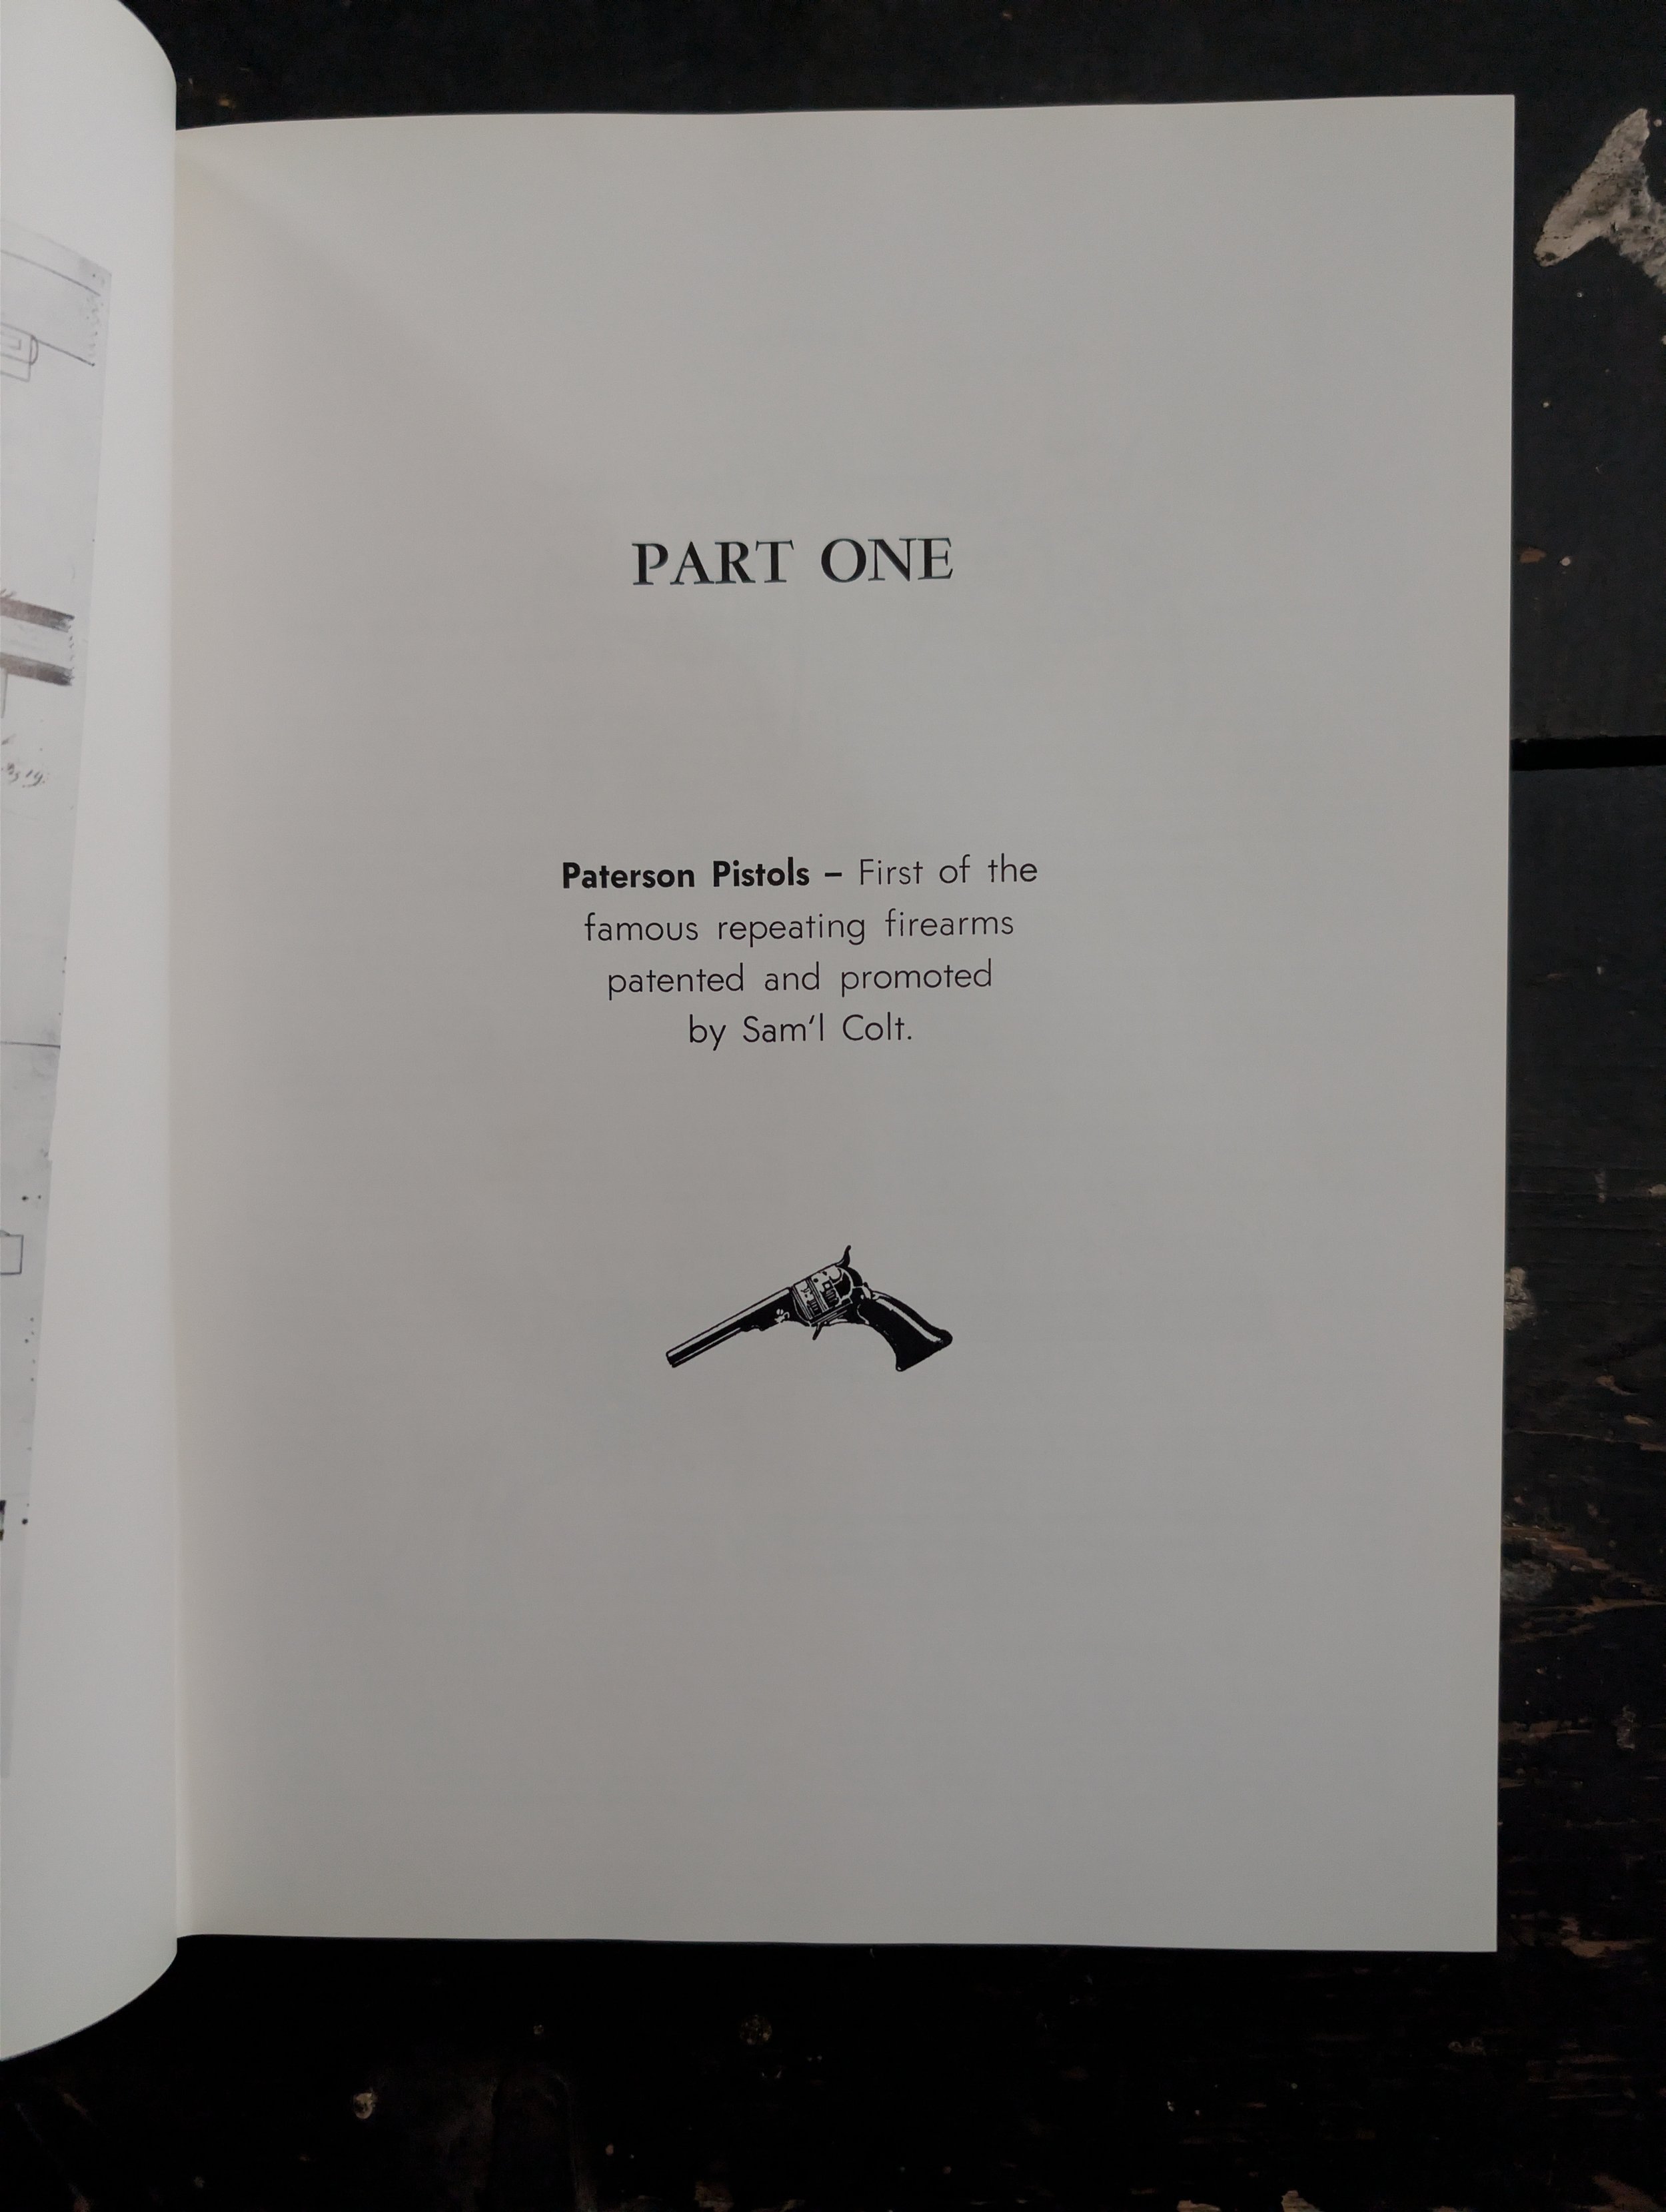 PART ONE
Paterson Pistols – First of the
famous repeating firearms
patented and promoted
by Sam'l Colt.